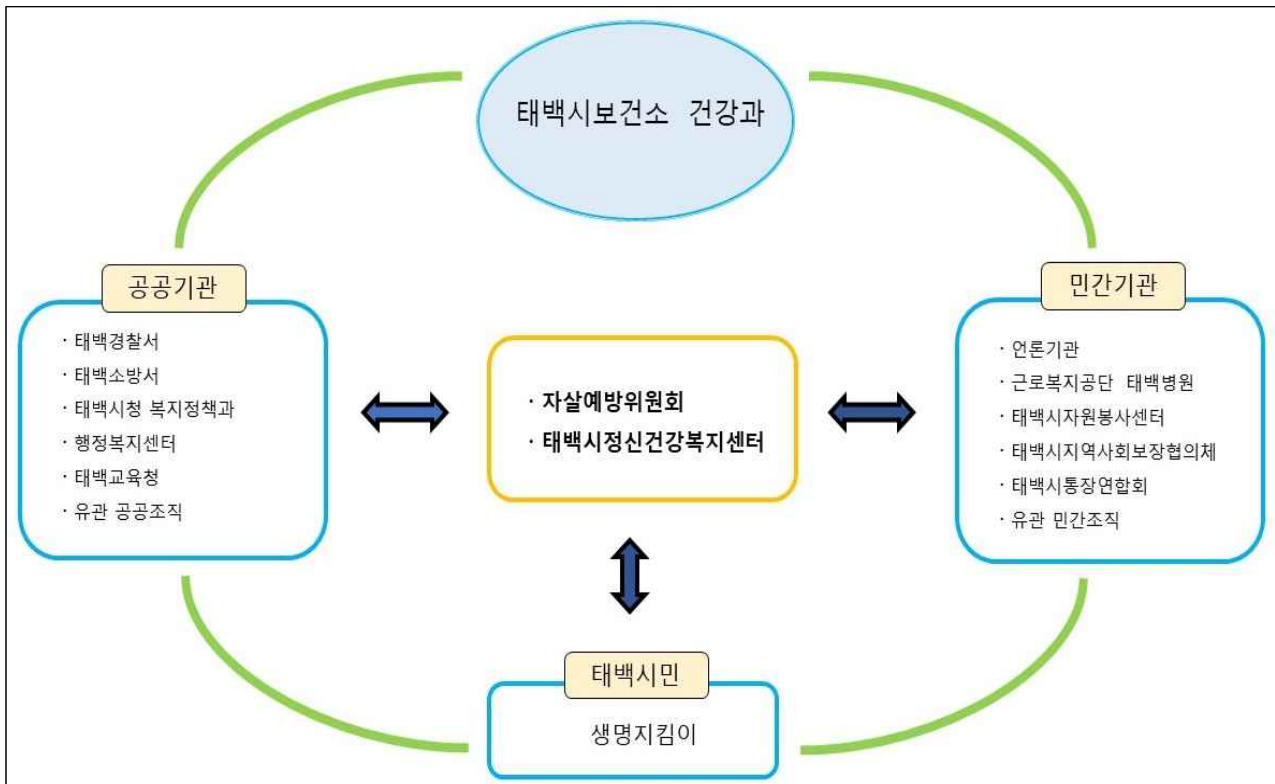 태백시보건소 건강과
공공기관
· 태백경찰서
· 태백소방서
· 태백시청 복지정책과
· 행정복지센터
· 태백교육청
· 유관 공공조직
· 자살예방위원회
· 태백시정신건강복지센터
민간기관
· 언론기관
· 근로복지공단 태백병원
· 태백시자원봉사센터
· 태백시지역사회보장협의체
· 태백시통장연합회
· 유관 민간조직
태백시민
생명지킴이